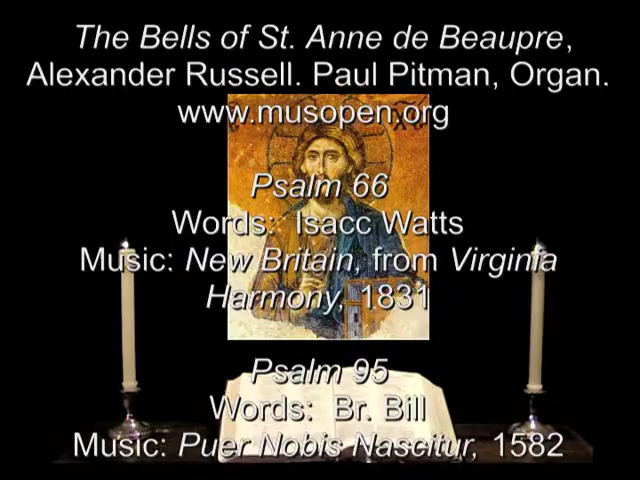 The Bells of St. Anne de Beaupre,
Alexander Russell. Paul Pitman, Organ.
www.musopen.org
Psalm 66
Words: Isacc Watts
Music: New Britain, from Virginia
Harmony, 1831
Psalm 95
Words: Br. Bill
Music: Puer Nobis Nascitur, 1582